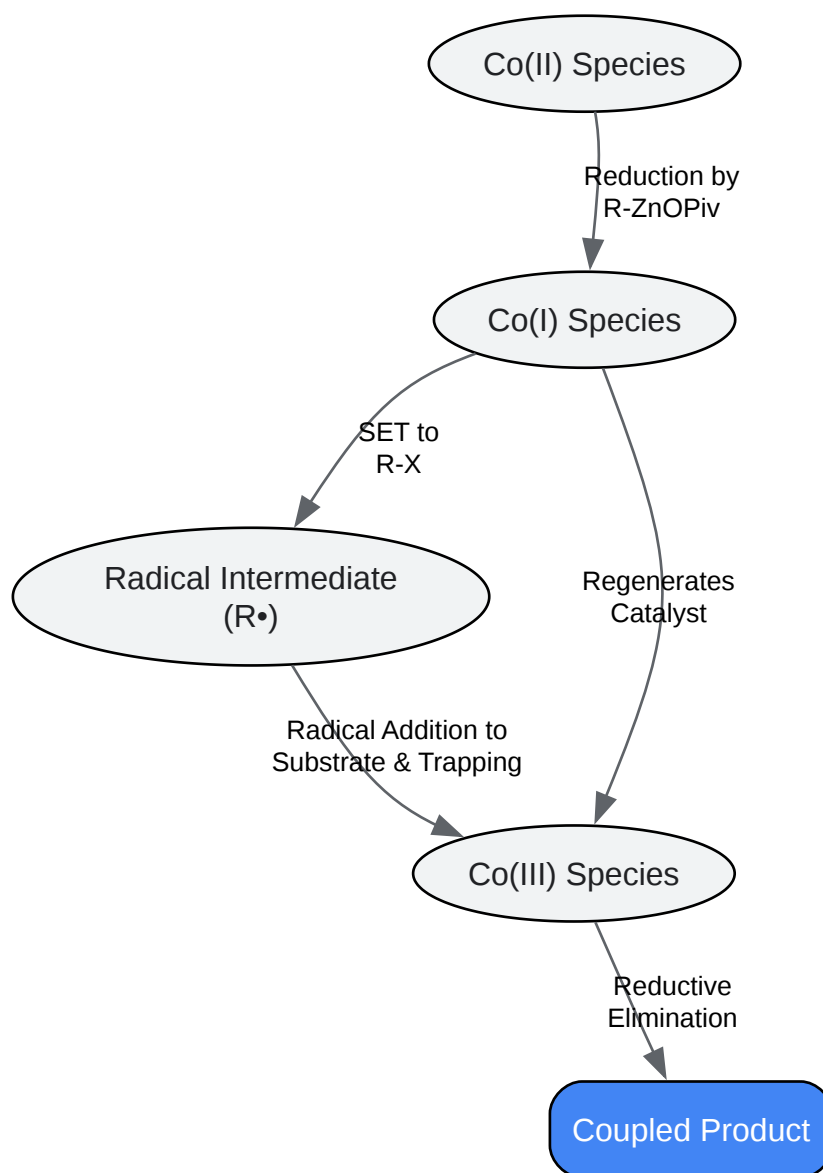 Co(II) Species
Reduction by
R-ZnOPiv
Co(I) Species
SET to
R-X
Radical Intermediate
(R•)
Regenerates
Catalyst
Radical Addition to
Substrate & Trapping
Co(III) Species
Reductive
Elimination
Coupled Product